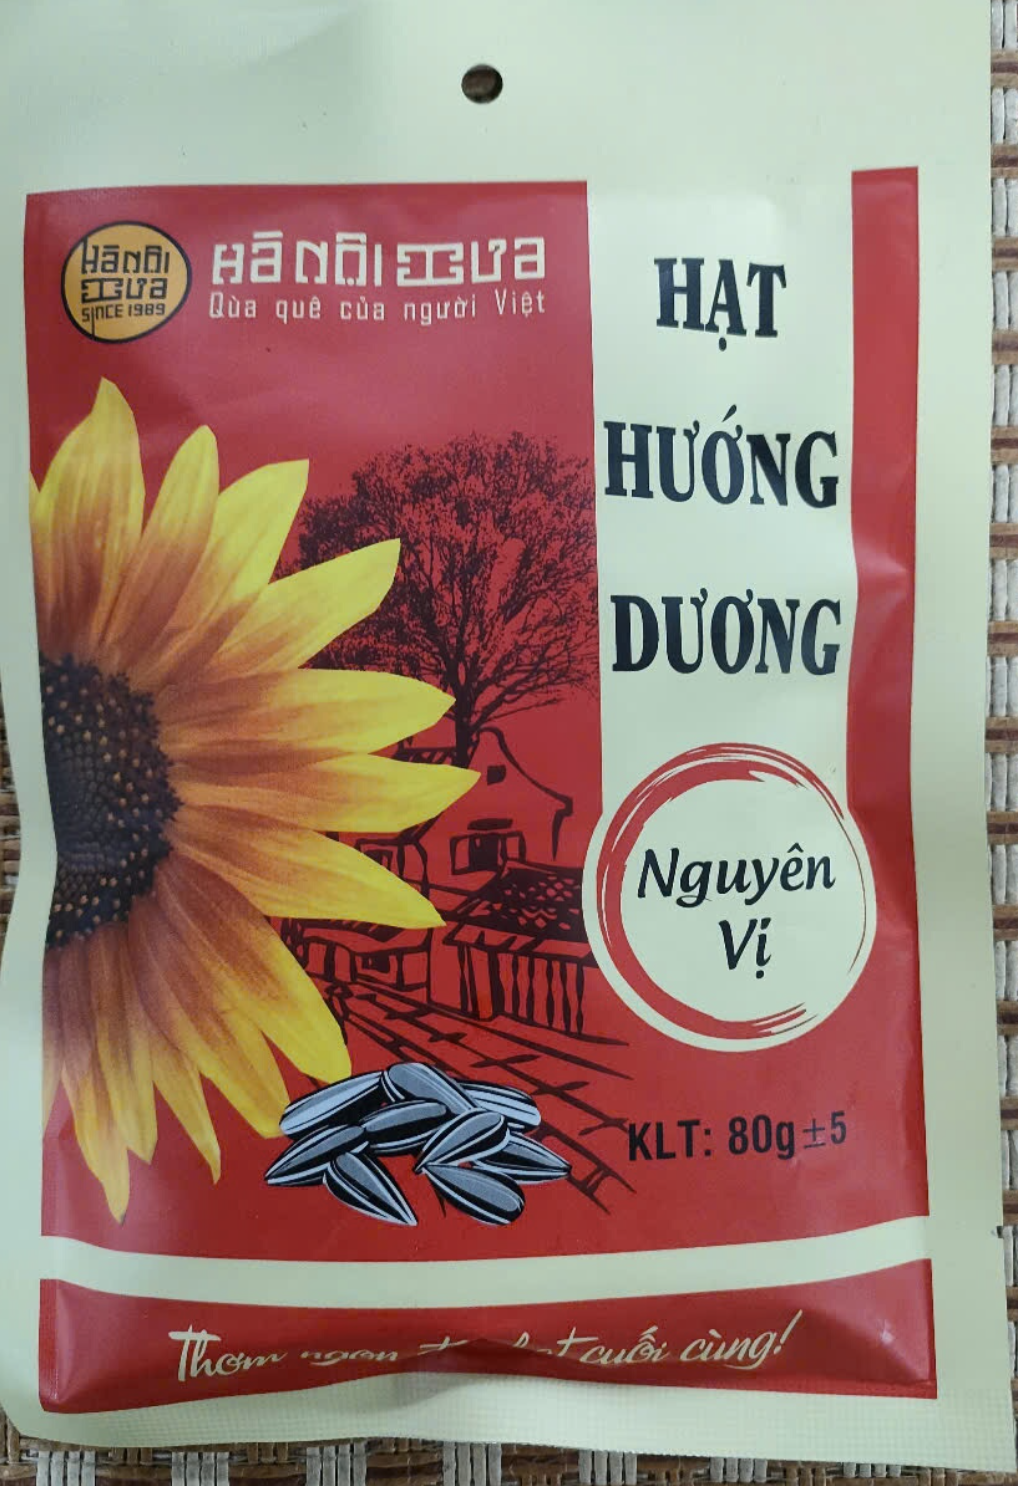 Hà Nội
Xưa
SINCE 1989
Hà Nội Xưa
Qùa quê của người Việt
HẠT
HƯỚNG
DƯƠNG
Nguyên
Vị
KLT: 80g±5
Thơm ngon cuối cùng!